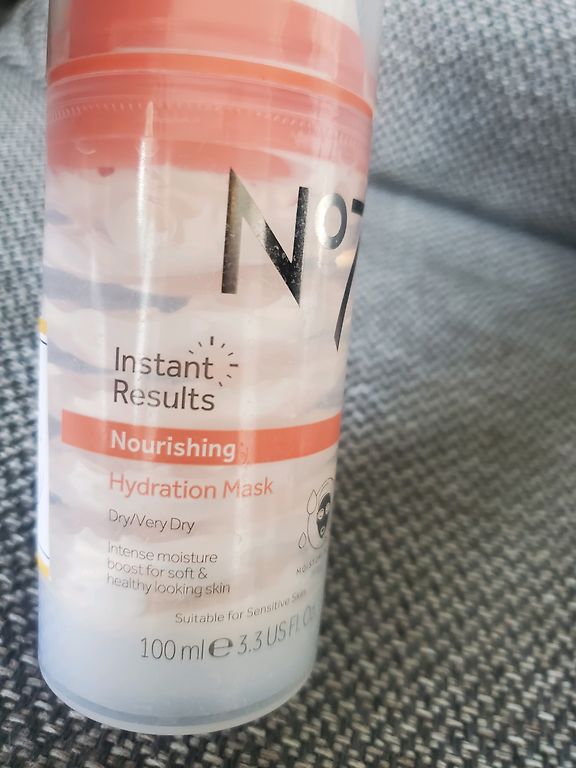 No7
Instant
Results
Nourishing
Hydration Mask
Dry/Very Dry
Intense moisture
boost for soft &
healthy looking skin
Suitable for Sensitive Skin
100 ml ℮ 3.3 US Fl. Oz